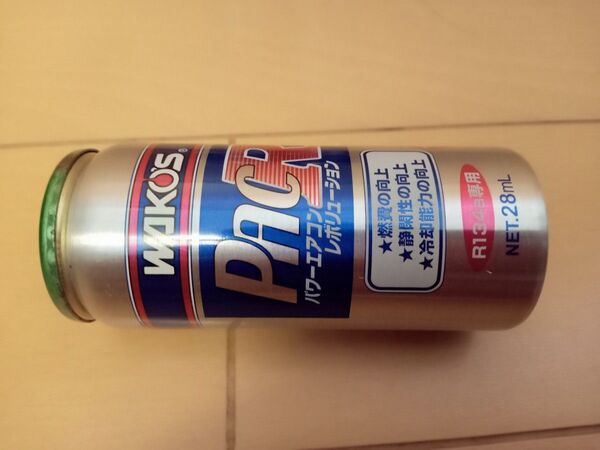 WAKO'S®
PAC R
パワーエアコン
レボリューション
★燃費の向上
★静閑性の向上
★冷却能力の向上
R134a専用
NET.28mL